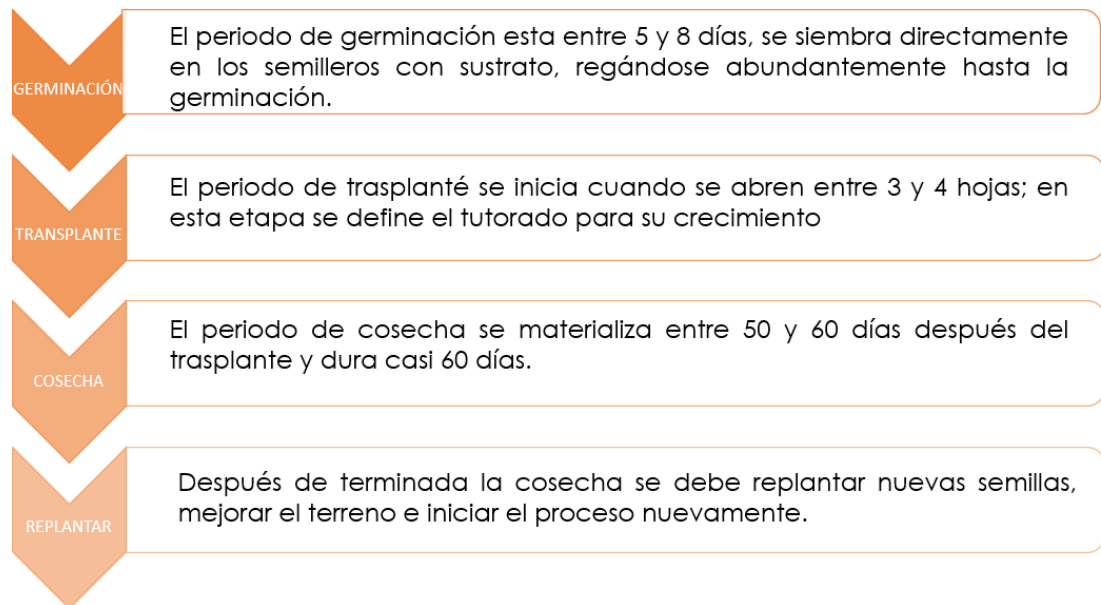 GERMINACIÓN
El periodo de germinación esta entre 5 y 8 días, se siembra directamente
en los semilleros con sustrato, regándose abundantemente hasta la
germinación.
TRANSPLANTE
El periodo de trasplanté se inicia cuando se abren entre 3 y 4 hojas; en
esta etapa se define el tutorado para su crecimiento
COSECHA
El periodo de cosecha se materializa entre 50 y 60 días después del
trasplante y dura casi 60 días.
REPLANTAR
Después de terminada la cosecha se debe replantar nuevas semillas,
mejorar el terreno e iniciar el proceso nuevamente.